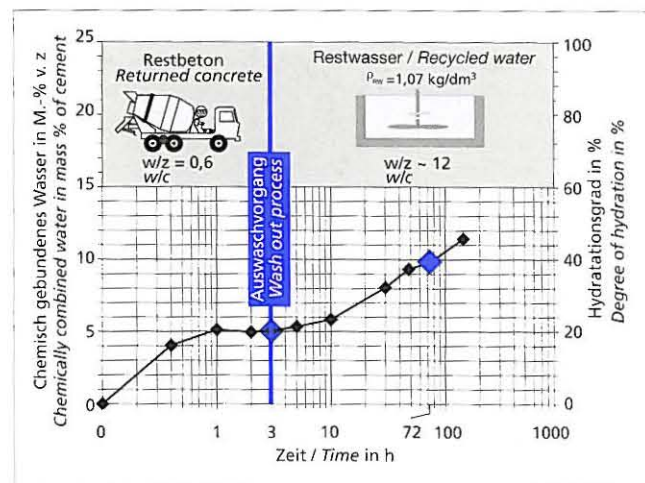 Chemisch gebundenes Wasser in M.-% v. z
Chemically combined water in mass % of cement
25
20
15
10
5
0
Restbeton
Returned concrete
w/z = 0,6
w/c
Auswaschvorgang
Wash out process
Restwasser / Recycled water
ρRW=1,07 kg/dm³
w/z ~ 12
w/c
100
80
60
40
20
0
Hydratationsgrad in %
Degree of hydration in %
0 1 3 10 72 100 1000
Zeit / Time in h